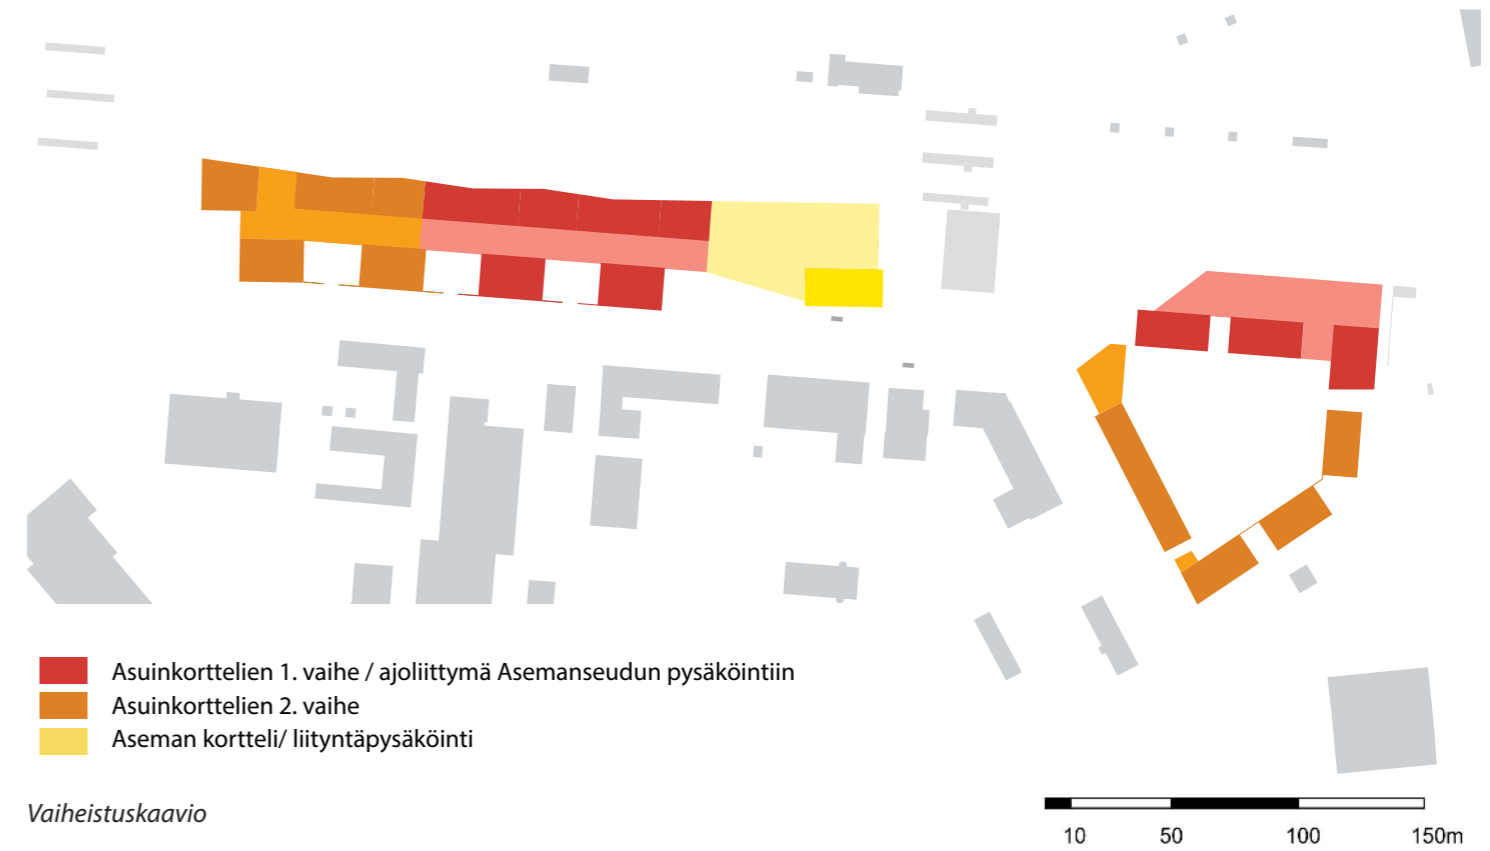 Asuinkorttelien 1. vaihe / ajoliittymä Asemanseudun pysäköintiin
Asuinkorttelien 2. vaihe
Aseman kortteli/ liityntäpysäköinti
Vaiheistuskaavio
10 50 100 150m